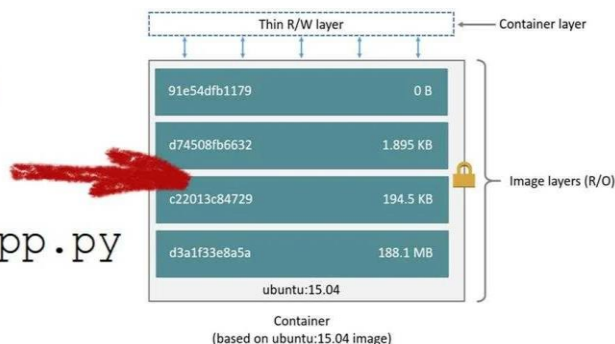 Thin R/W layer
Container layer
91e54dfb1179 0 B
d74508fb6632 1.895 KB
c22013c84729 194.5 KB
d3a1f33e8a5a 188.1 MB
ubuntu:15.04
Image layers (R/O)
pp.py
Container
(based on ubuntu:15.04 image)